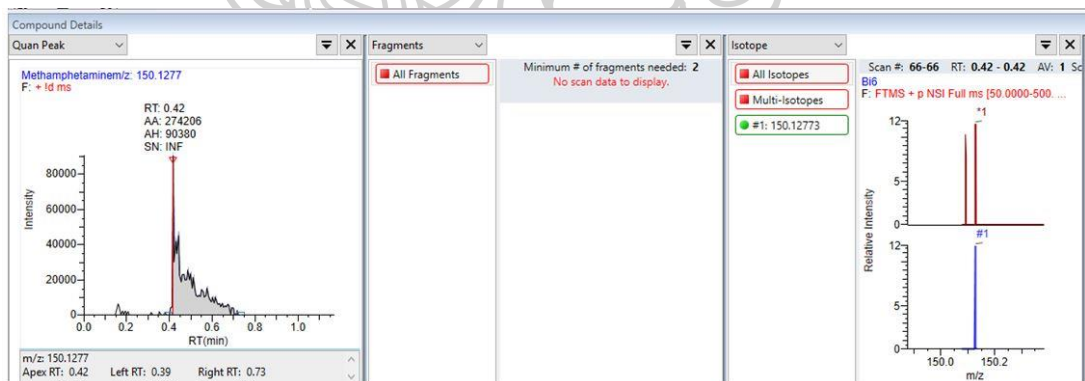 Compound Details
Quan Peak
Fragments
Isotope
Methamphetaminem/z: 150.1277
F: + !d ms
RT: 0.42
AA: 274206
AH: 90380
SN: INF
80000
60000
40000
20000
0
Intensity
0.0 0.2 0.4 0.6 0.8 1.0
RT(min)
m/z: 150.1277
Apex RT: 0.42 Left RT: 0.39 Right RT: 0.73
All Fragments
Minimum # of fragments needed: 2
No scan data to display.
All Isotopes
Multi-Isotopes
#1: 150.12773
Scan #: 66-66 RT: 0.42 - 0.42 AV: 1 Sc
Bi6
F: FTMS + p NSI Full ms [50.0000-500. ...
*1
12
5
0
#1
12
5
0
Relative Intensity
150.0 150.2
m/z